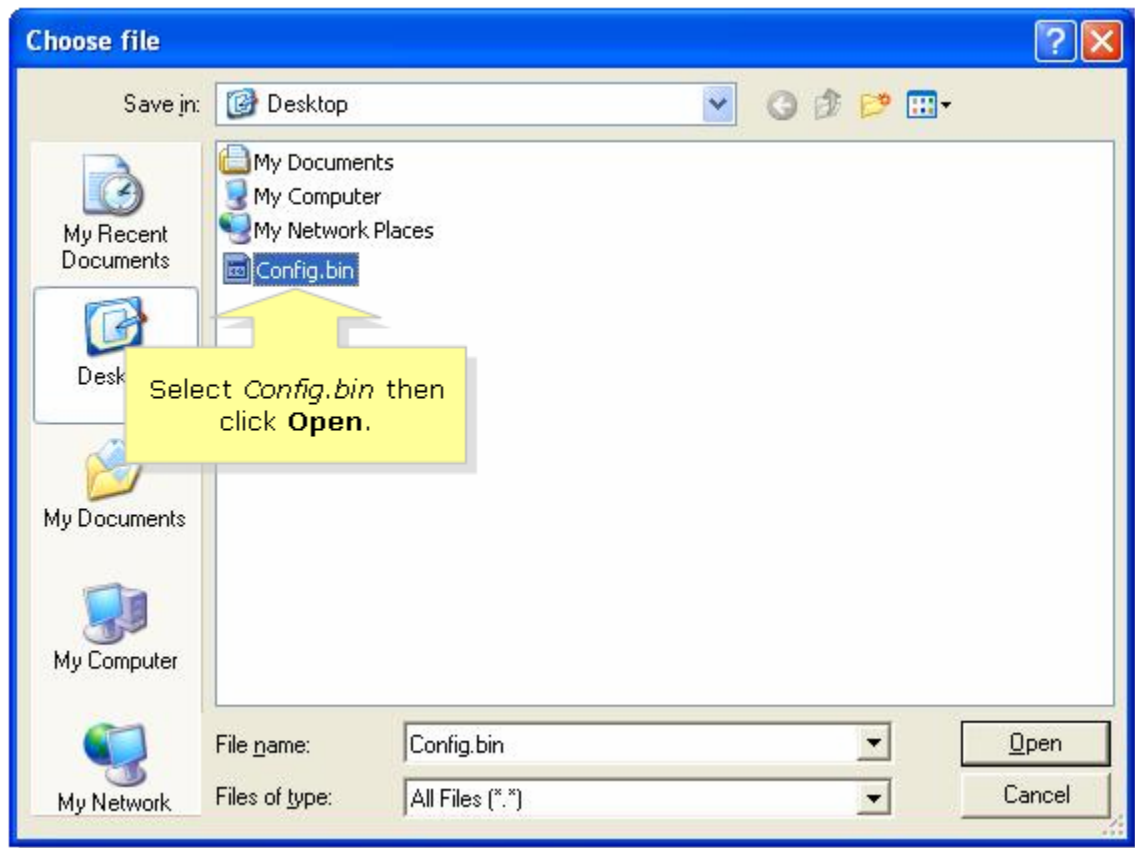 Choose file
Save in:
Desktop
My Documents
My Computer
My Network Places
Config.bin
My Recent
Documents
Desk
Select Config.bin then
click Open.
My Documents
My Computer
My Network
File name:
Config.bin
Open
Files of type:
All Files (*.*)
Cancel